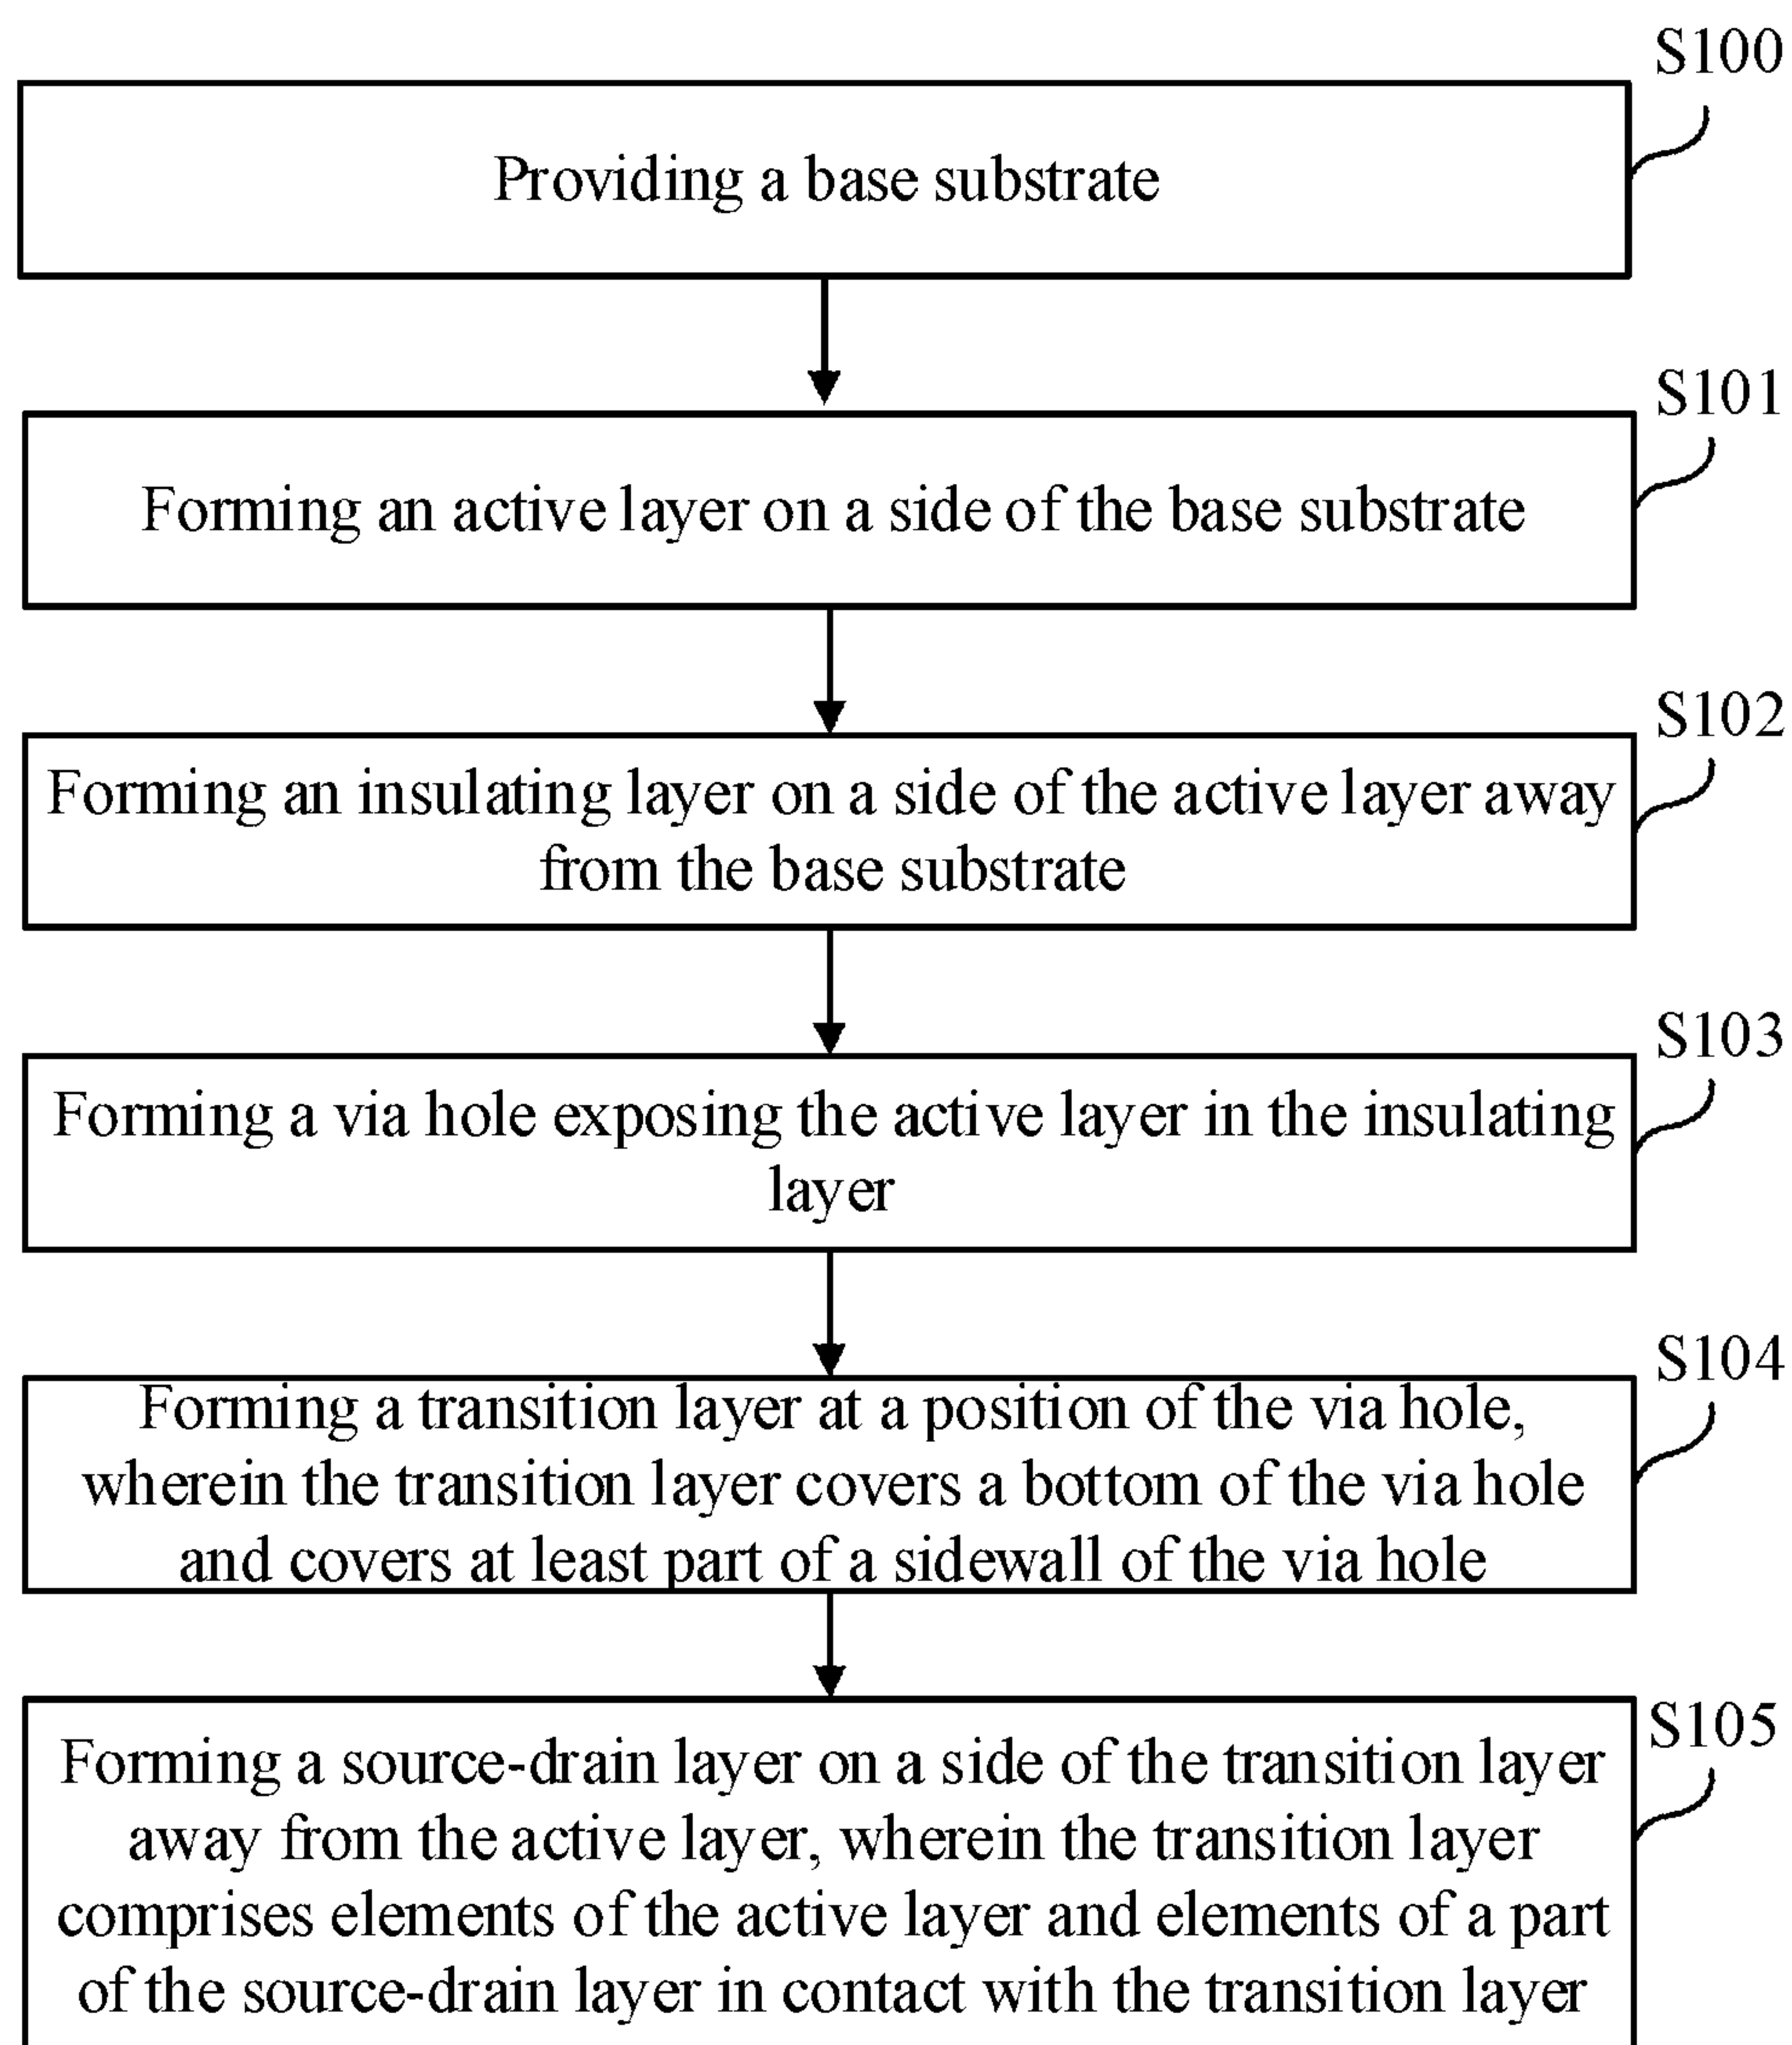 S100
Providing a base substrate
S101
Forming an active layer on a side of the base substrate
S102
Forming an insulating layer on a side of the active layer away
from the base substrate
S103
Forming a via hole exposing the active layer in the insulating
layer
S104
Forming a transition layer at a position of the via hole,
wherein the transition layer covers a bottom of the via hole
and covers at least part of a sidewall of the via hole
S105
Forming a source-drain layer on a side of the transition layer
away from the active layer, wherein the transition layer
comprises elements of the active layer and elements of a part
of the source-drain layer in contact with the transition layer